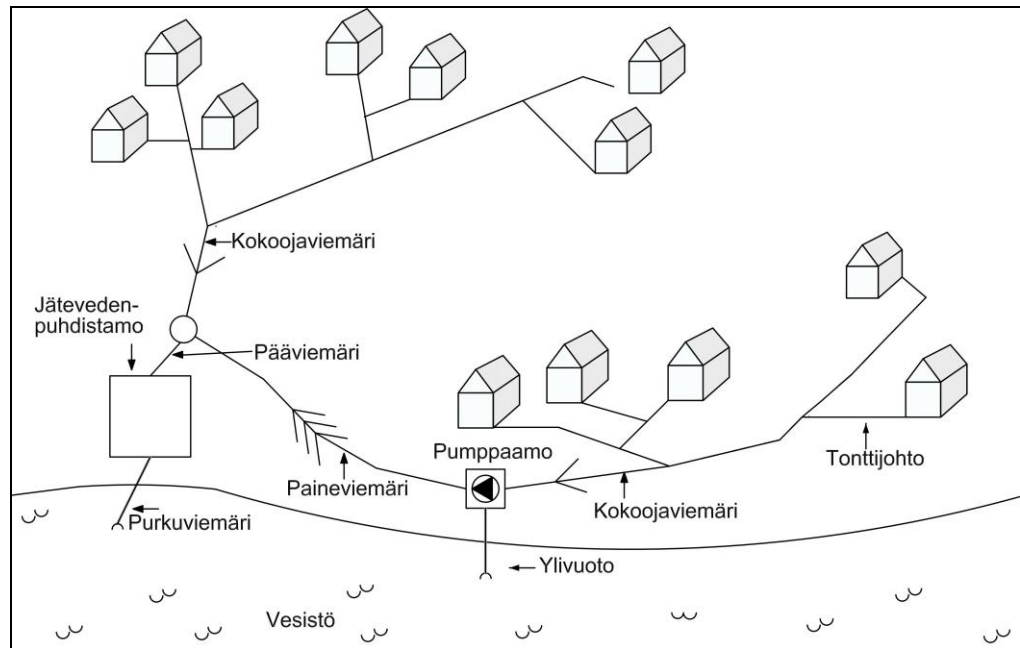 Kokoojaviemäri
Jäteveden-
puhdistamo
Pääviemäri
Pumppaamo
Tonttijohto
Paineviemäri
Kokoojaviemäri
Purkuviemäri
Ylivuoto
Vesistö